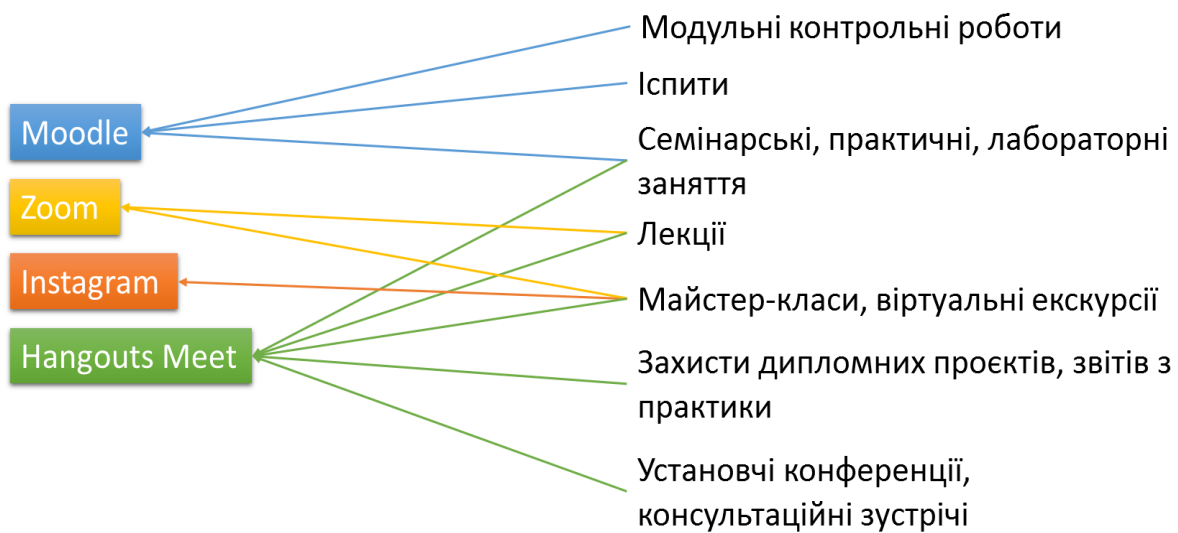 Moodle
Zoom
Instagram
Hangouts Meet
Модульні контрольні роботи
Іспити
Семінарські, практичні, лабораторні
заняття
Лекції
Майстер-класи, віртуальні екскурсії
Захисти дипломних проєктів, звітів з
практики
Установчі конференції,
консультаційні зустрічі